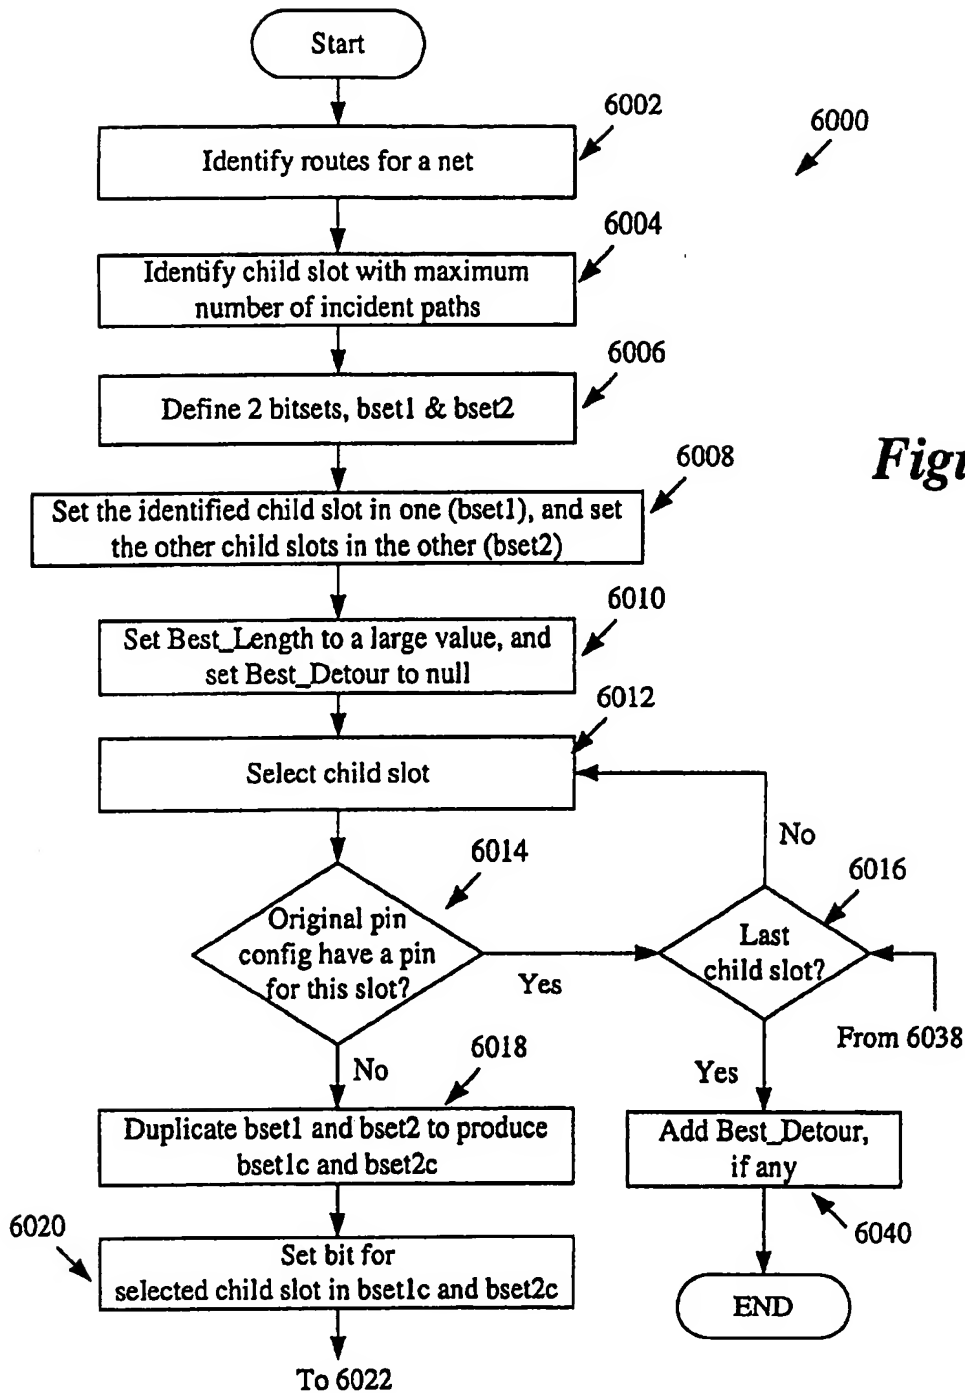 Start
6002
6000
Identify routes for a net
6004
Identify child slot with maximum
number of incident paths
6006
Define 2 bitsets, bset1 & bset2
Figu
6008
Set the identified child slot in one (bset1), and set
the other child slots in the other (bset2)
6010
Set Best_Length to a large value, and
set Best_Detour to null
6012
Select child slot
No
6014
6016
Original pin
config have a pin
for this slot?
Yes
Last
child slot?
From 6038
No
6018
Yes
Duplicate bset1 and bset2 to produce
bset1c and bset2c
Add Best_Detour,
if any
6020
6040
Set bit for
selected child slot in bset1c and bset2c
END
To 6022